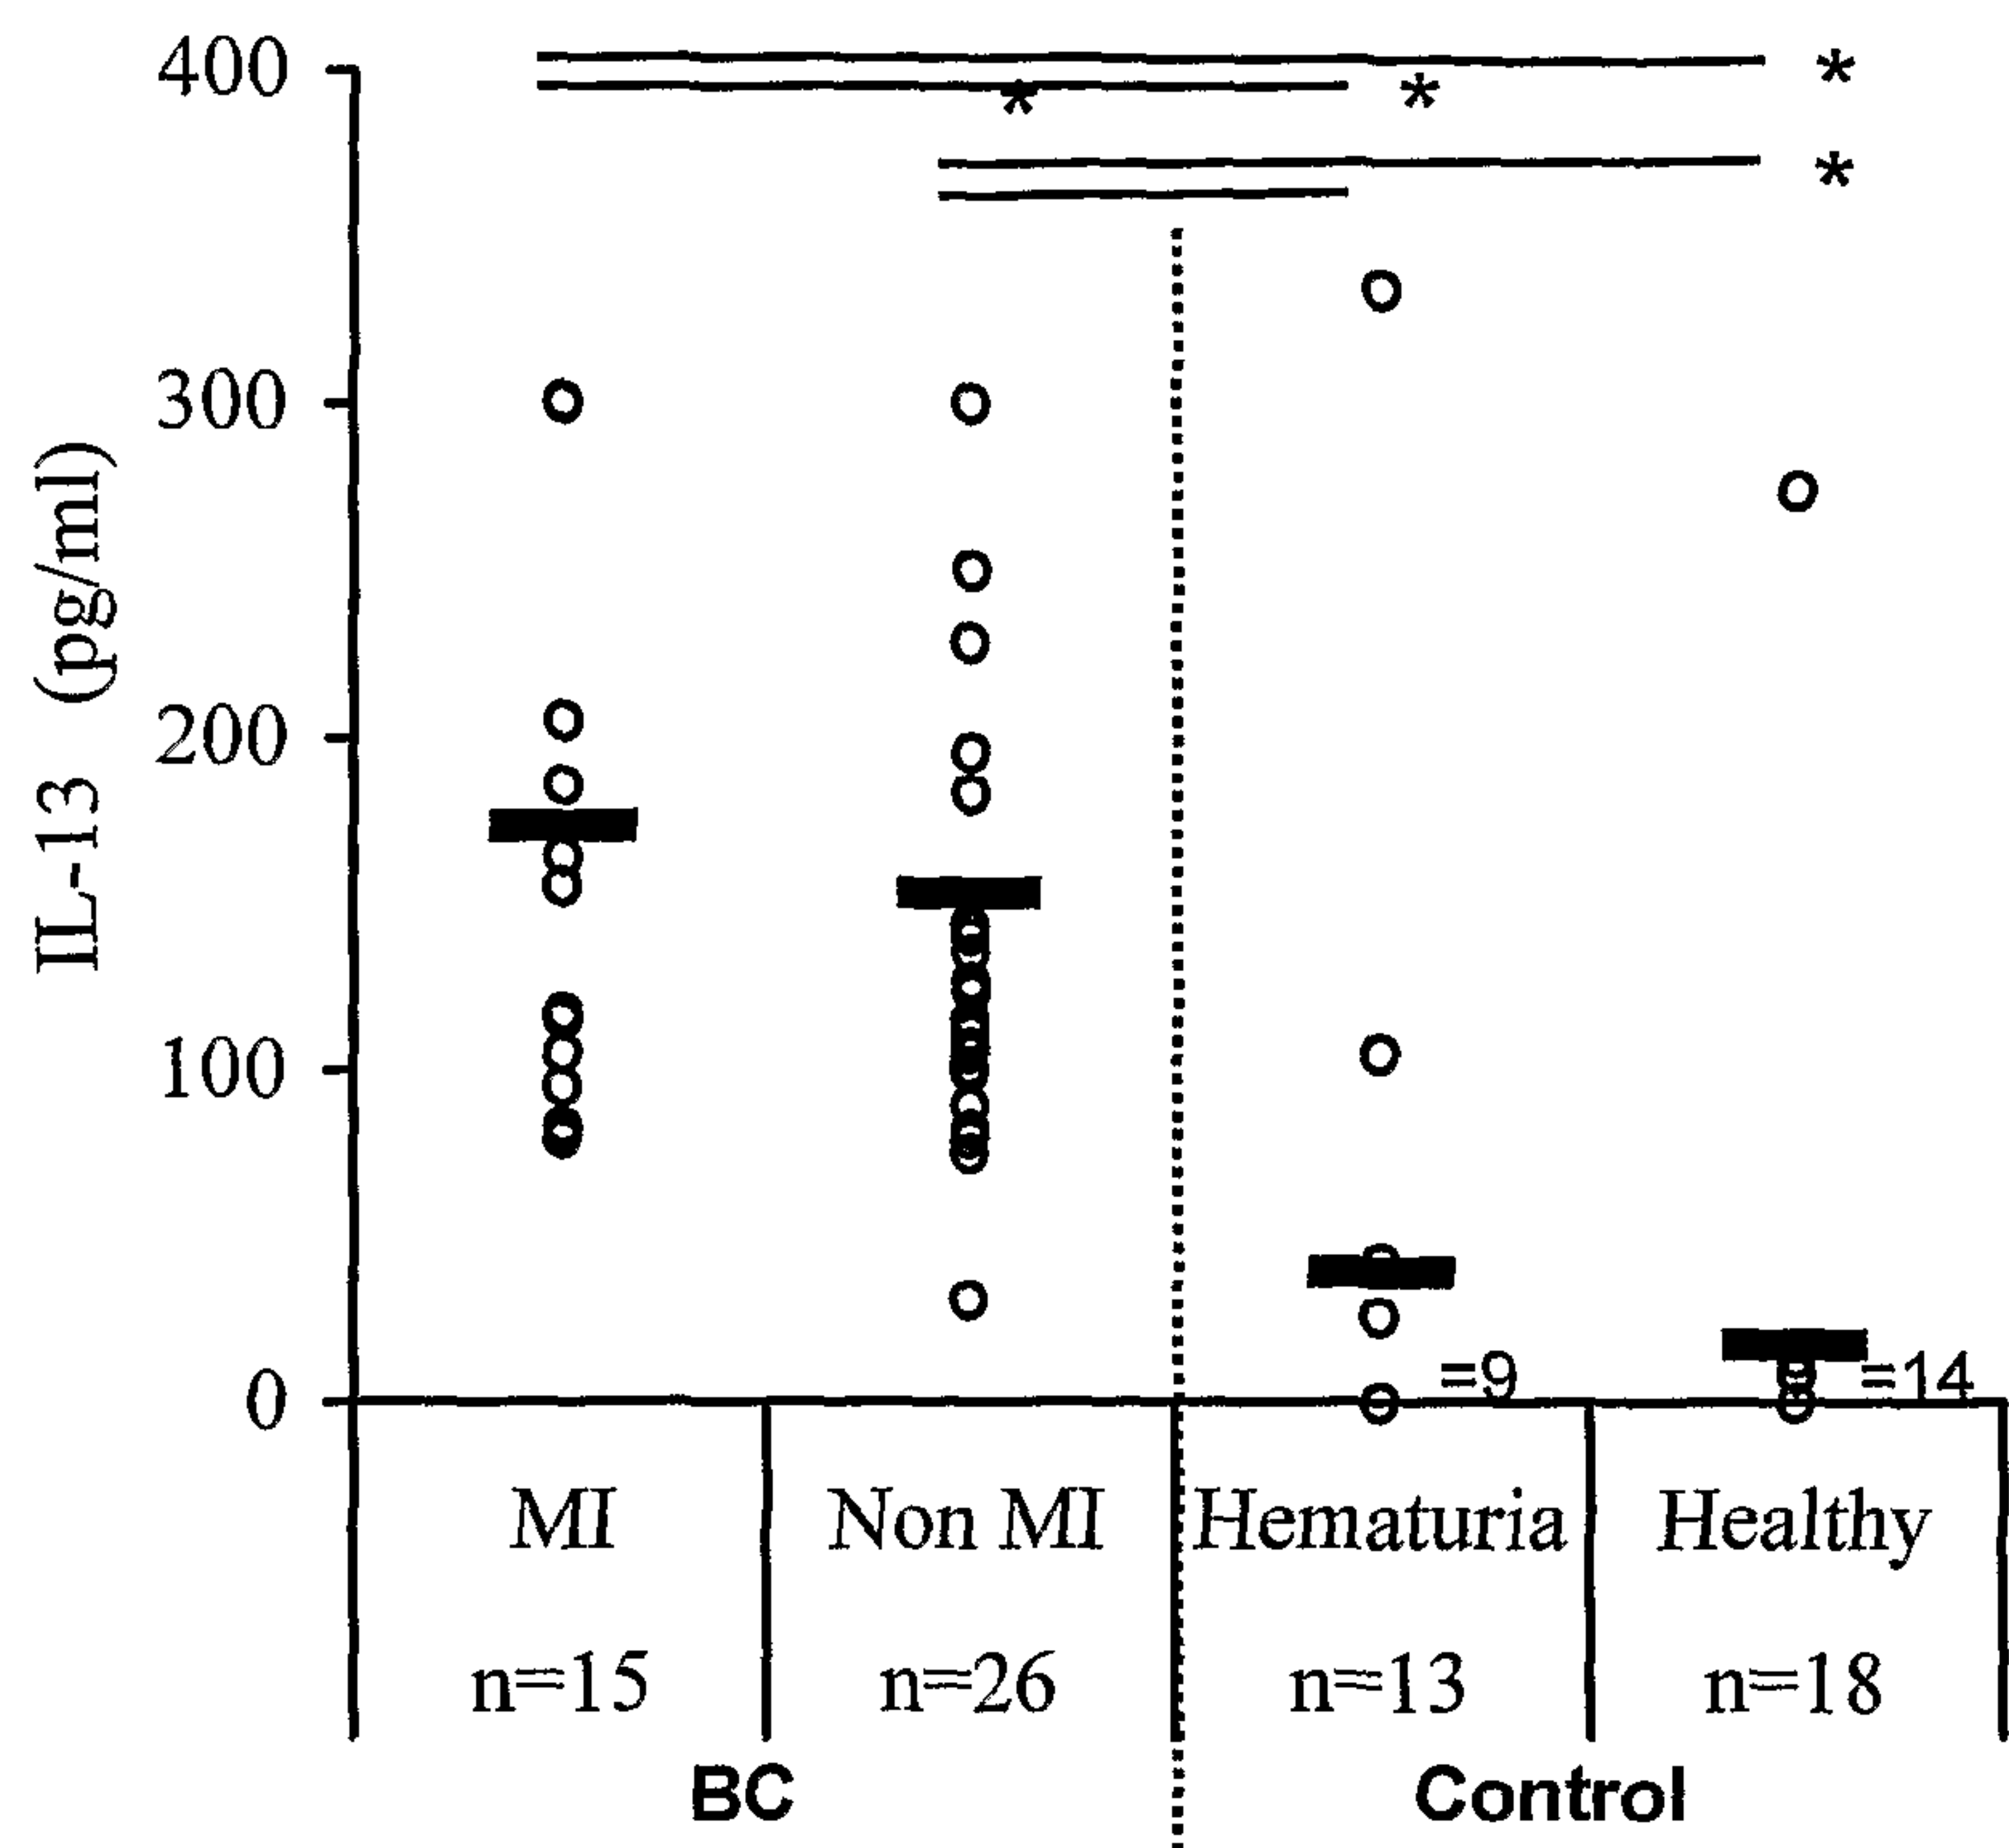 400
*
*
*
*
300
200
100
0
IL-13 (pg/ml)
=9
=14
MI
Non MI
Hematuria
Healthy
n=15
n=26
n=13
n=18
BC
Control